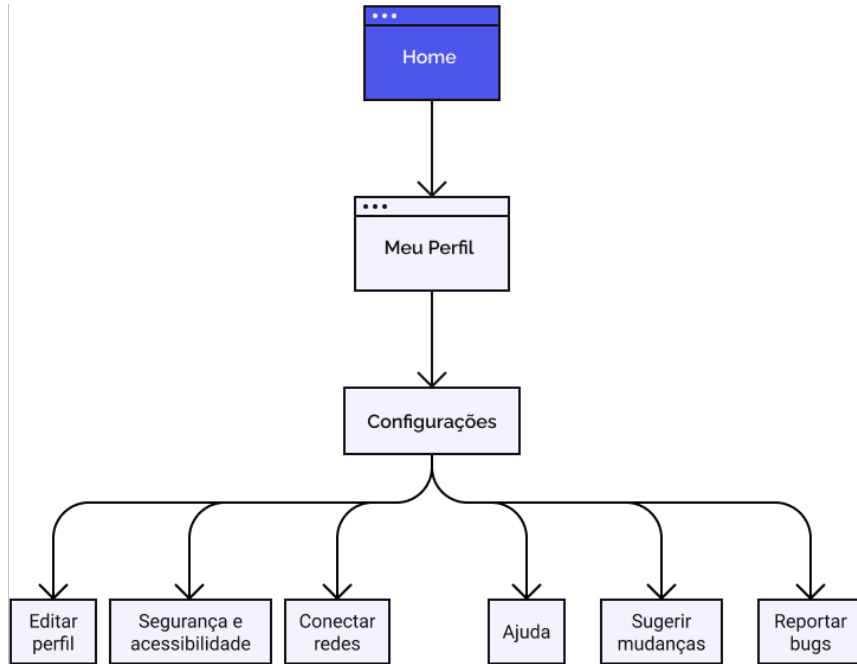 Home
Meu Perfil
Configurações
Editar
perfil
Segurança e
acessibilidade
Conectar
redes
Ajuda
Sugerir
mudanças
Reportar
bugs